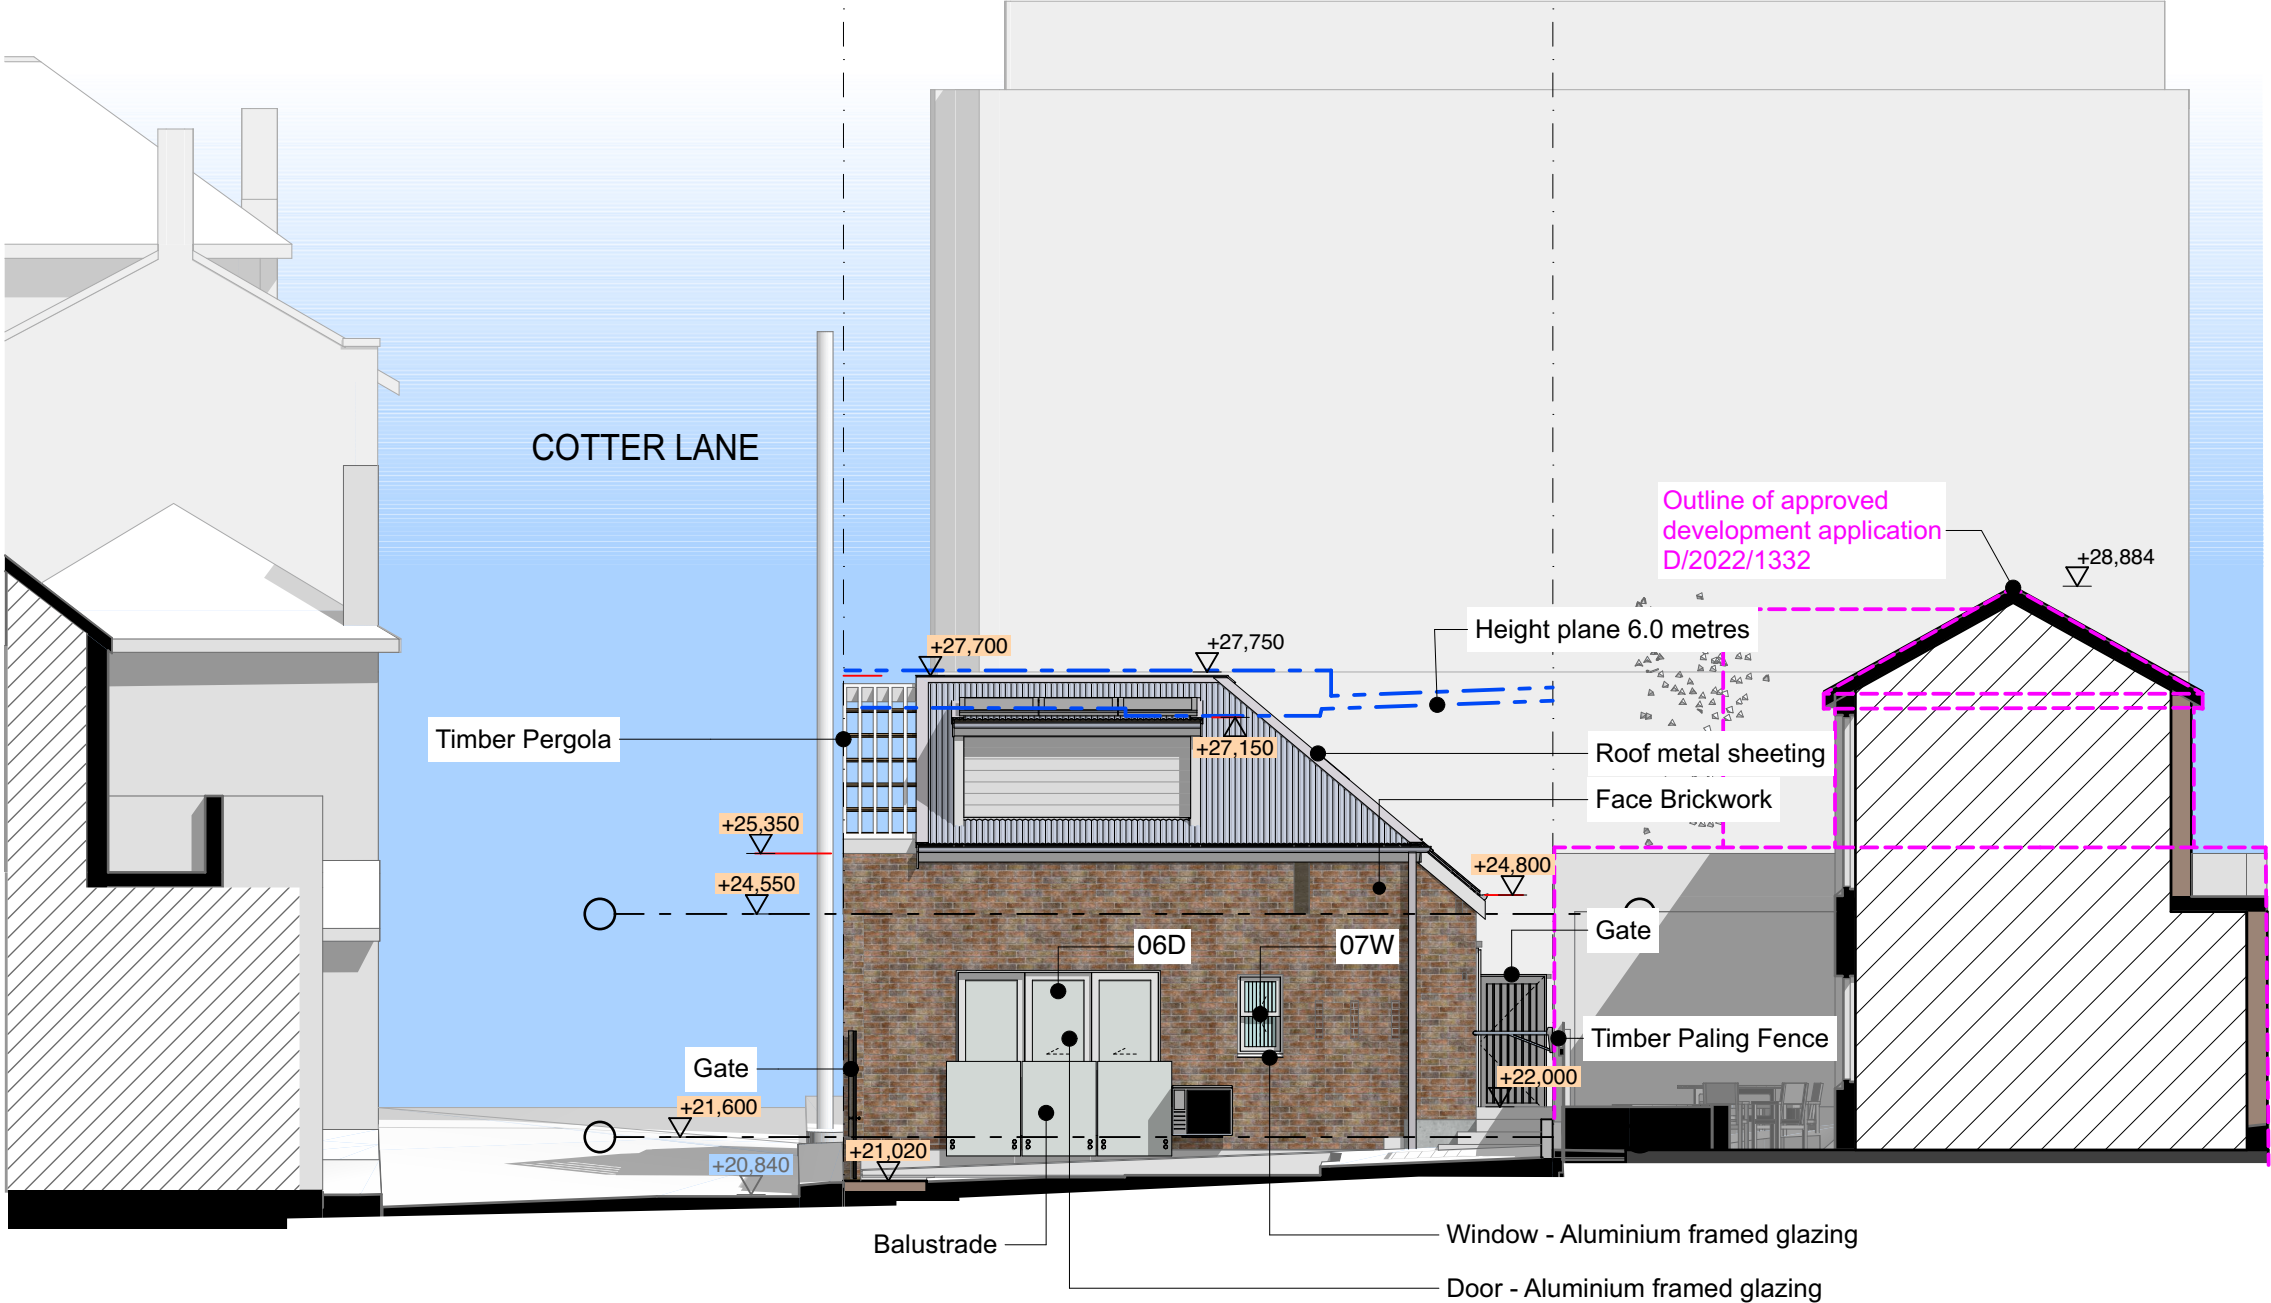 COTTER LANE
Outline of approved
development application
D/2022/1332
+28,884
Height plane 6.0 metres
+27,700
+27,750
Timber Pergola
+27,150
Roof metal sheeting
Face Brickwork
+25,350
+24,550
+24,800
06D
07W
Gate
Timber Paling Fence
Gate
+22,000
+21,600
+21,020
+20,840
Balustrade
Window - Aluminium framed glazing
Door - Aluminium framed glazing